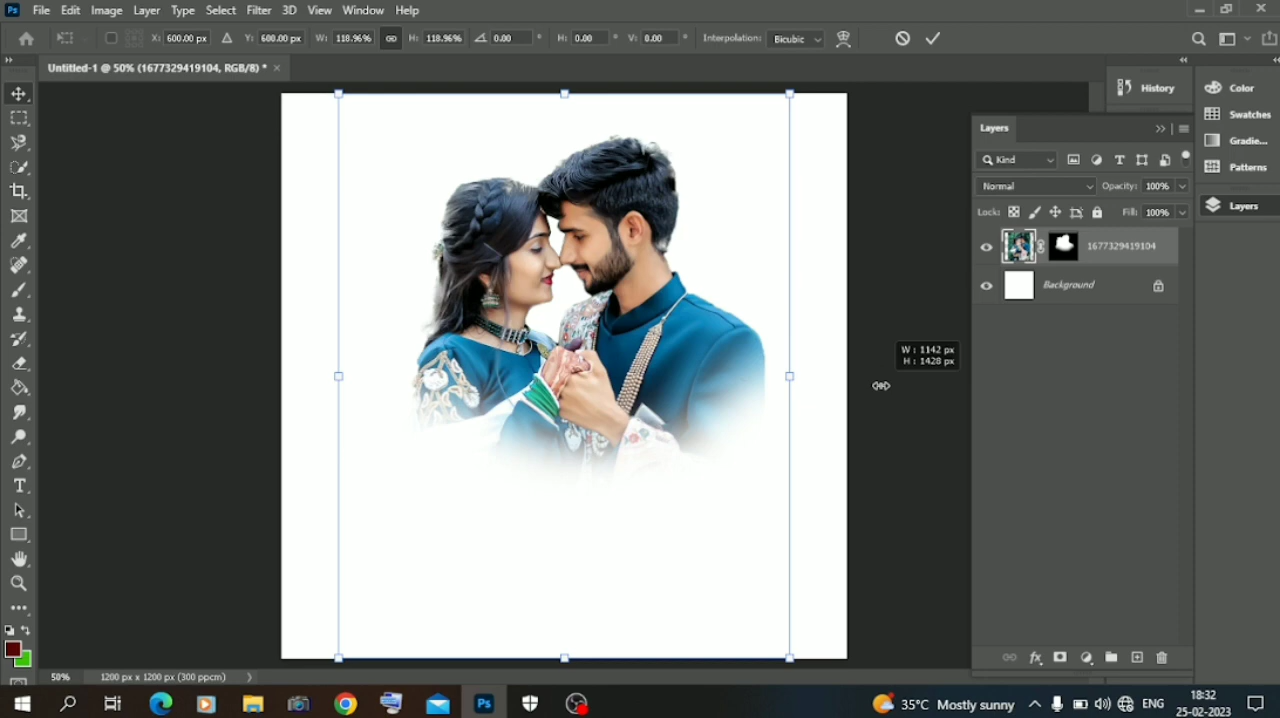 Ps File Edit Image Layer Type Select Filter 3D View Window Help
X: 600.00 px Y: 600.00 px W: 118.96% H: 118.96% 0.00 ° H: 0.00 ° V: 0.00 ° Interpolation: Bicubic
Untitled-1 @ 50% (1677329419104, RGB/8) * ×
History
Color
Swatches
Gradie...
Patterns
Layers
Layers
Kind
Normal Opacity: 100%
Lock: Fill: 100%
1677329419104
Background
W : 1142 px
H : 1428 px
50% 1200 px x 1200 px (300 ppcm)
Ps 35°C Mostly sunny ENG 18:32
25-02-2023